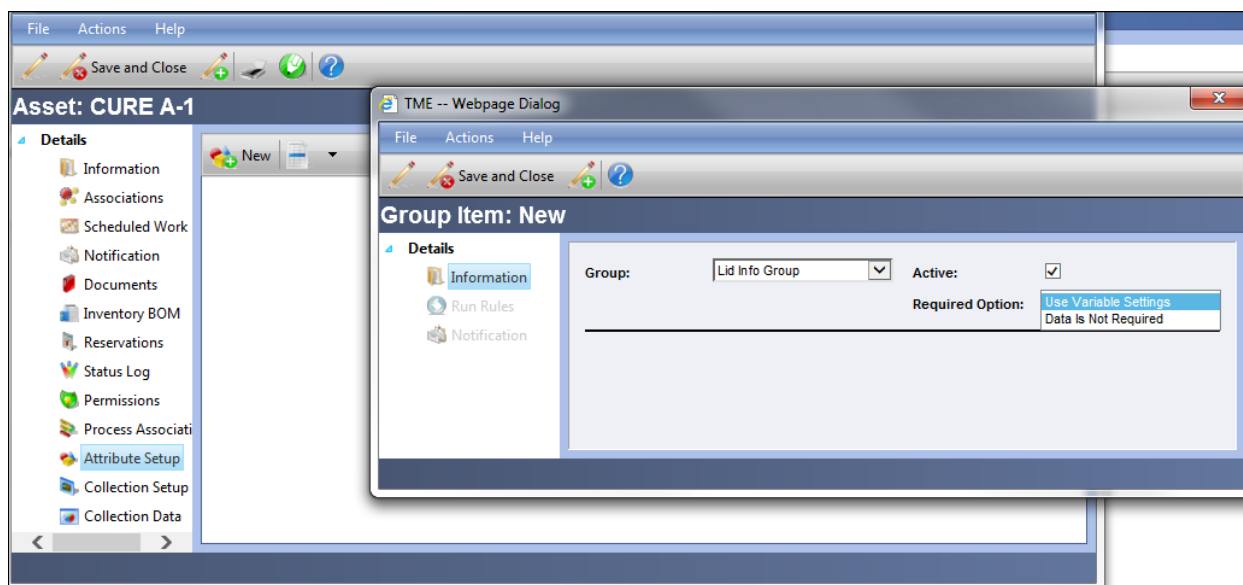 File Actions Help
Save and Close
Asset: CURE A-1
Details
Information
Associations
Scheduled Work
Notification
Documents
Inventory BOM
Reservations
Status Log
Permissions
Process Associati
Attribute Setup
Collection Setup
Collection Data
New
TME -- Webpage Dialog
File Actions Help
Save and Close
Group Item: New
Details
Information
Run Rules
Notification
Group: Lid Info Group Active:
Required Option: Use Variable Settings
Data Is Not Required